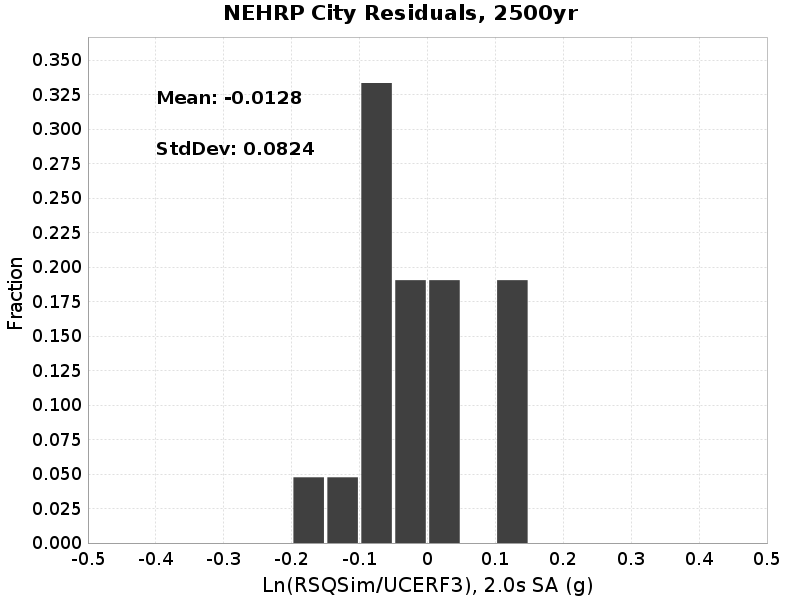 NEHRP City Residuals, 2500yr
Mean: -0.0128
StdDev: 0.0824
Fraction
0.350
0.325
0.300
0.275
0.250
0.225
0.200
0.175
0.150
0.125
0.100
0.075
0.050
0.025
0.000
-0.5 -0.4 -0.3 -0.2 -0.1 0 0.1 0.2 0.3 0.4 0.5
Ln(RSQSim/UCERF3), 2.0s SA (g)